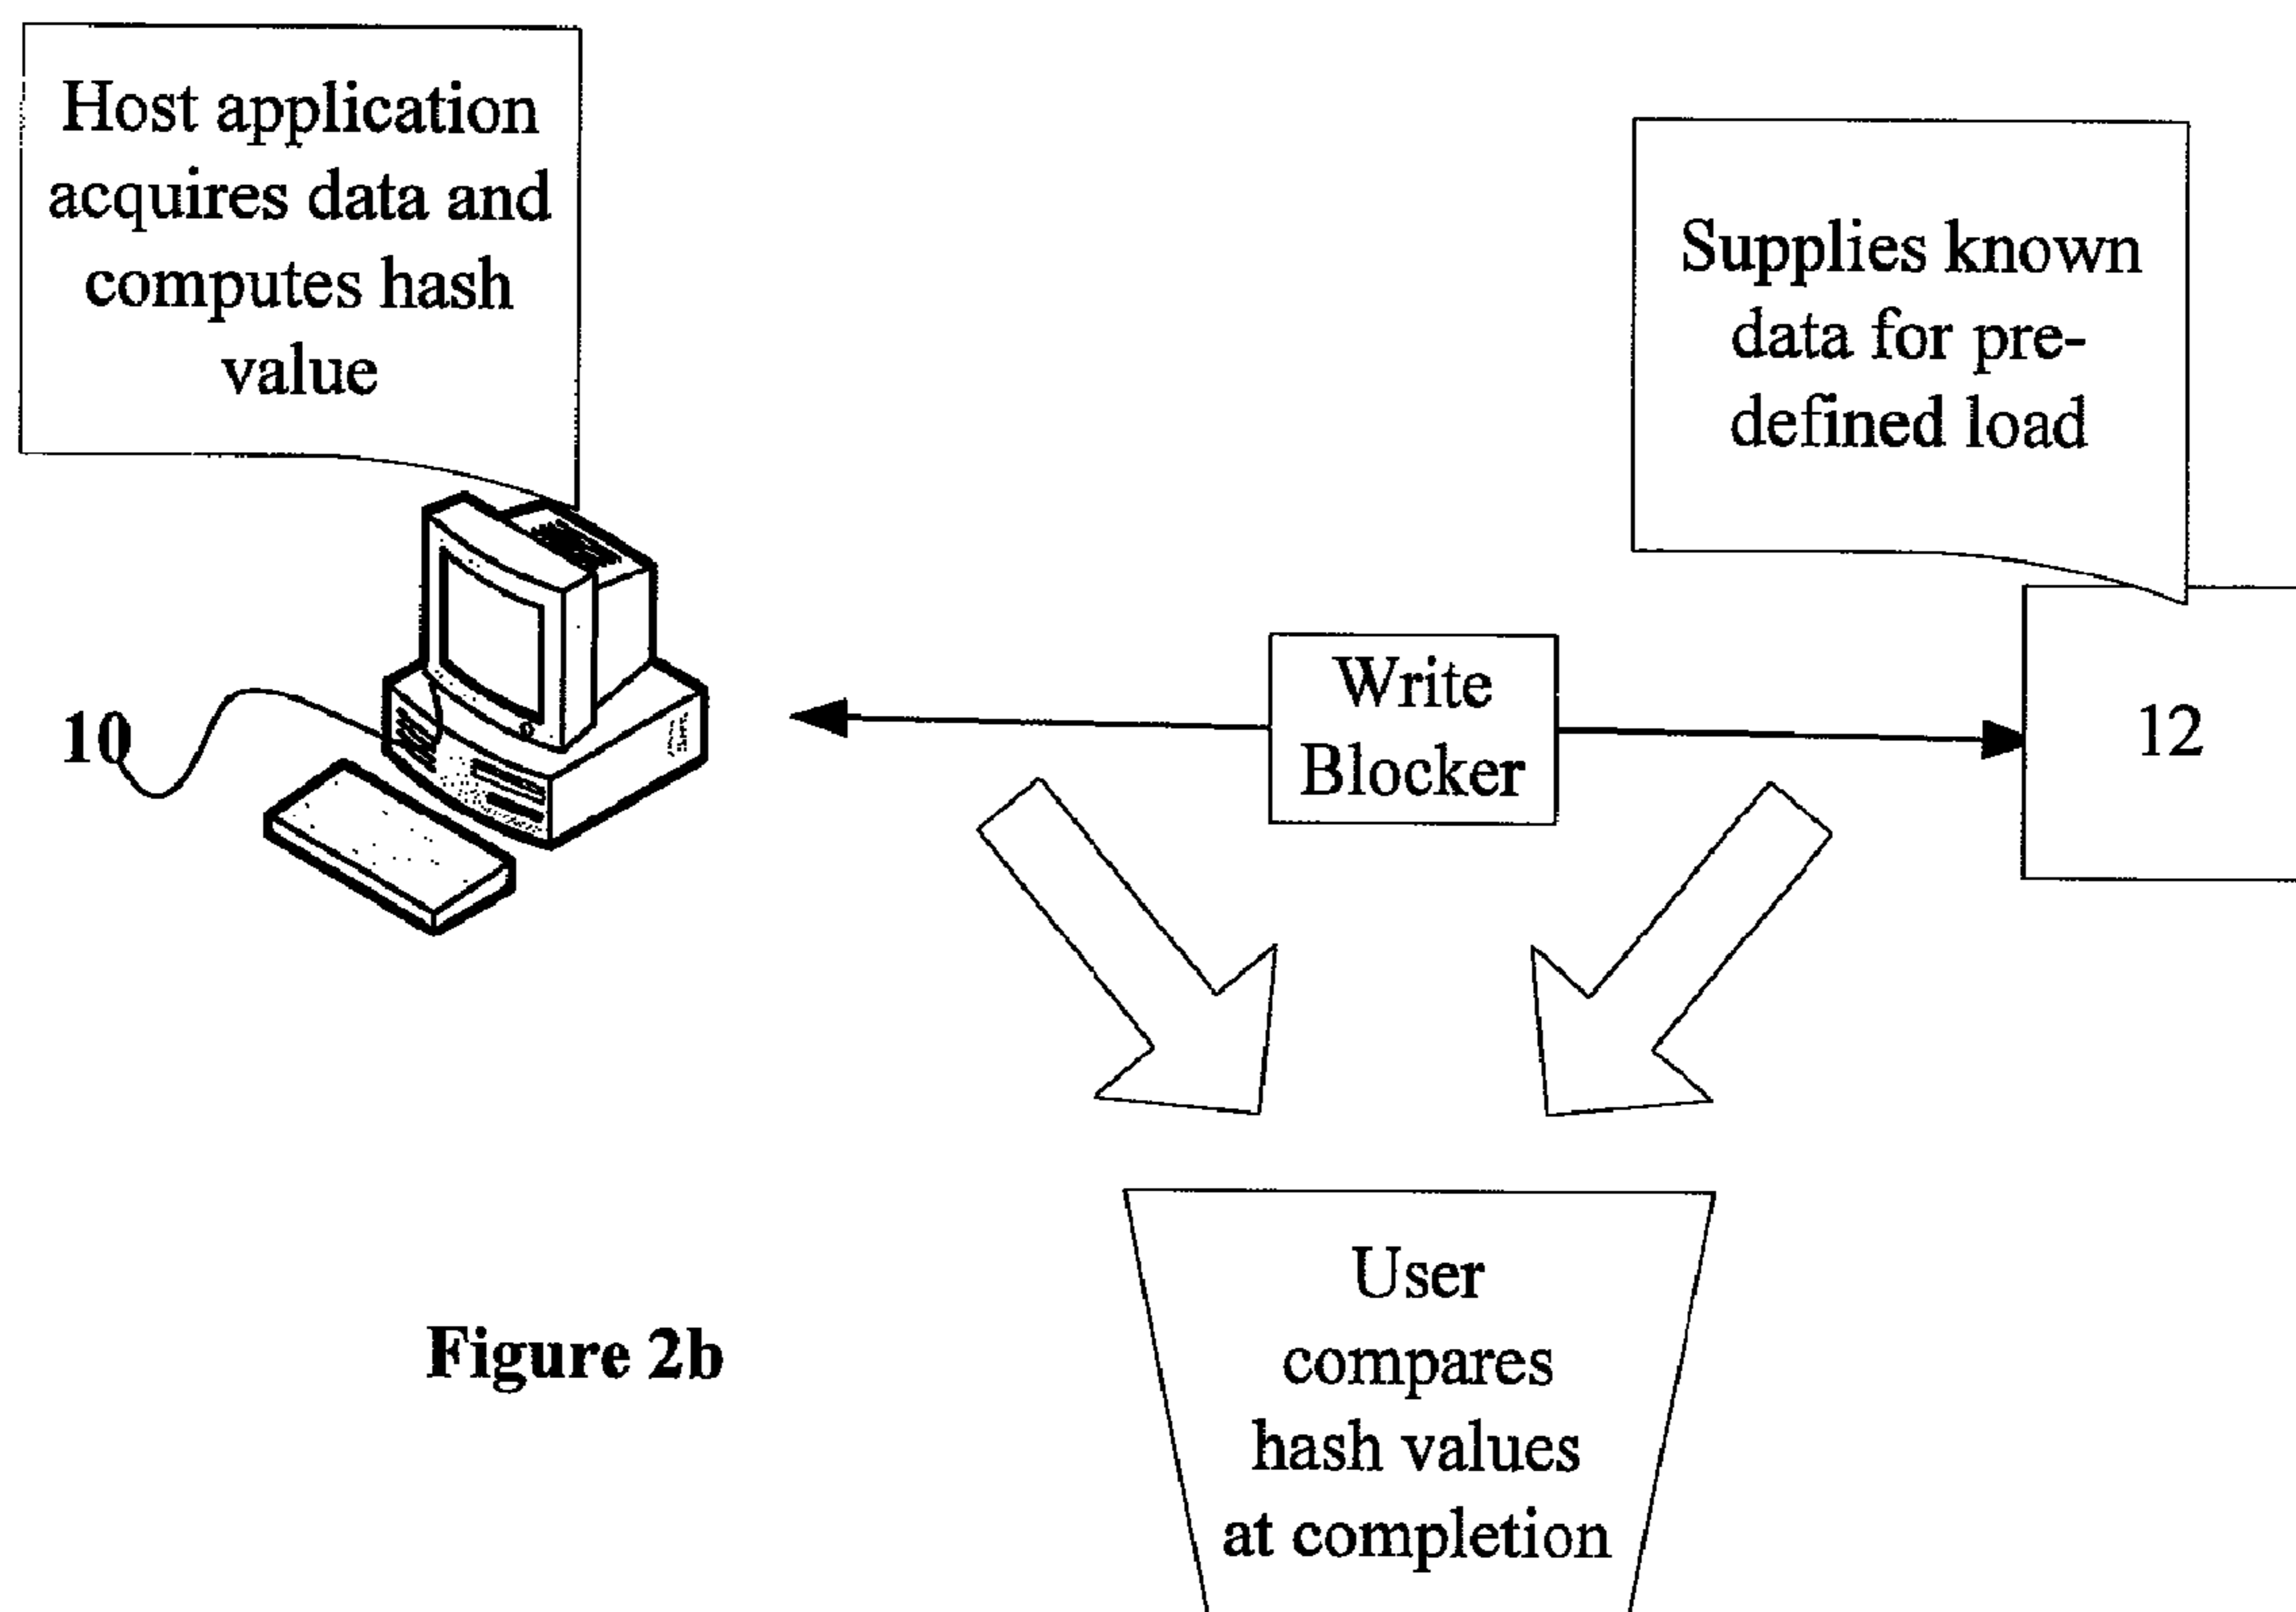 Host application
acquires data and
computes hash
value
Supplies known
data for pre-
defined load
10
Write
Blocker
12
User
compares
hash values
at completion
Figure 2b